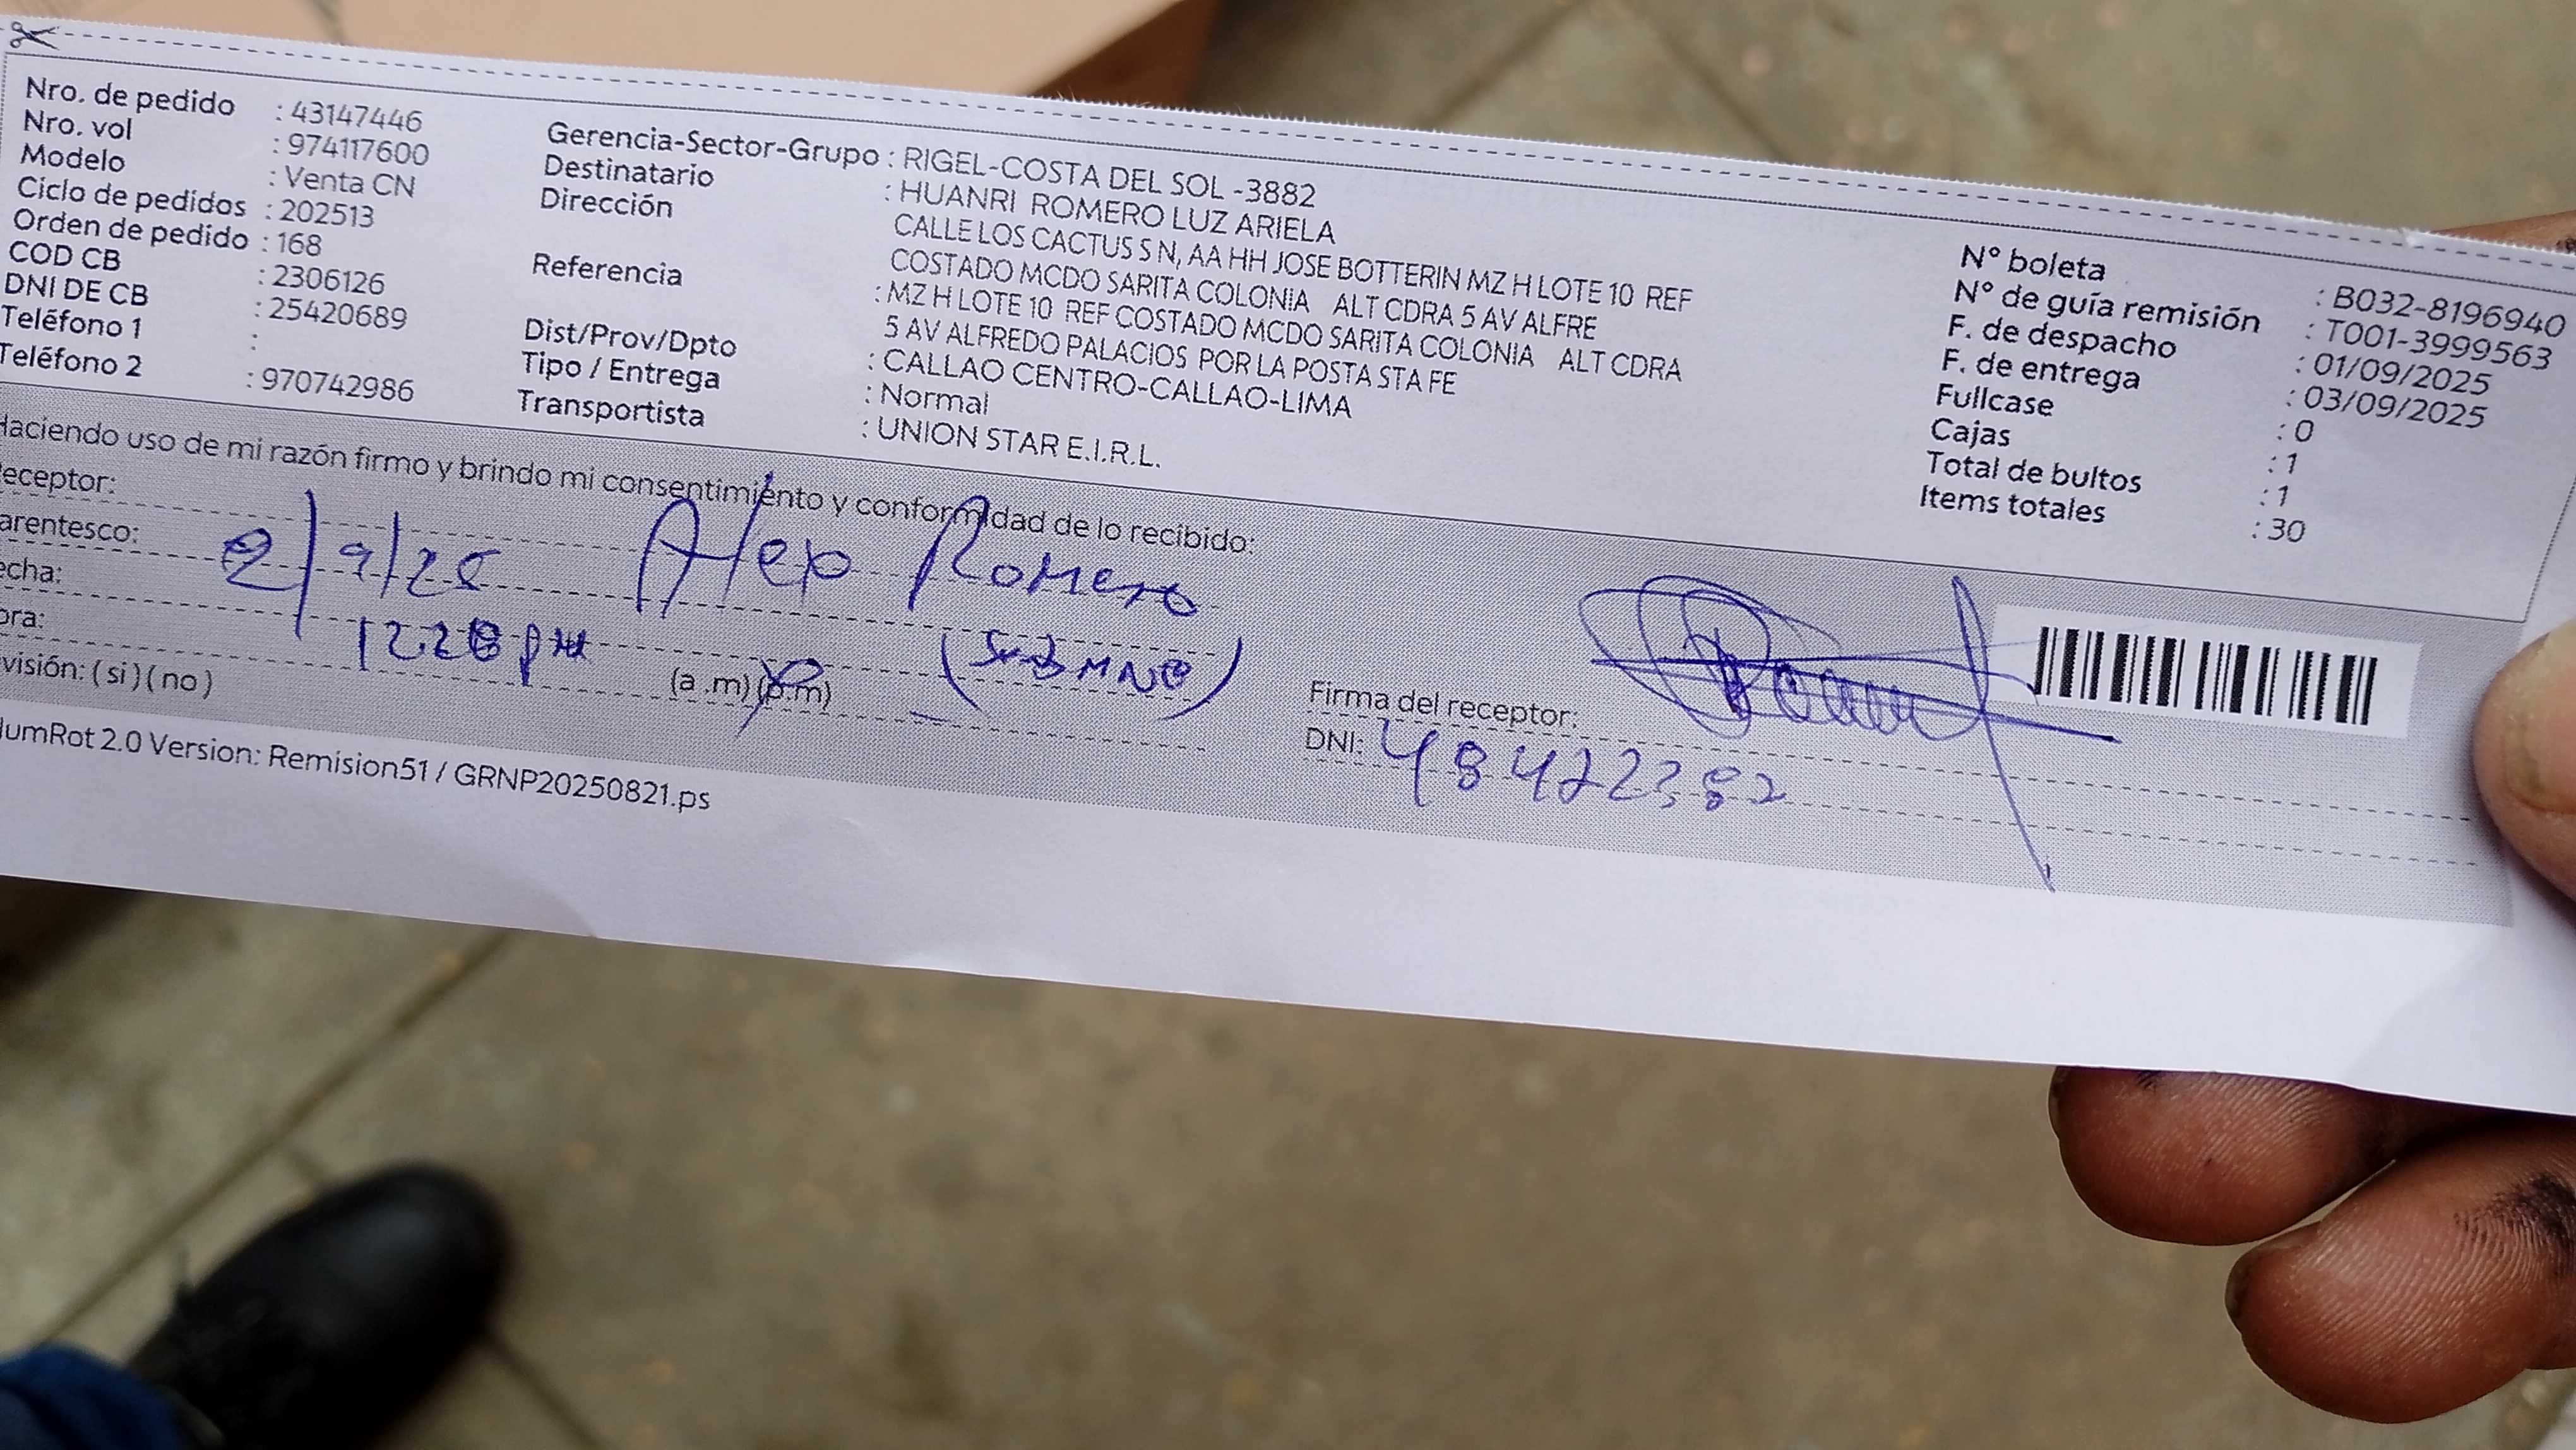 Nro. de pedido : 43147446
Nro. vol : 974117600
Modelo : Venta CN
Ciclo de pedidos : 202513
Orden de pedido : 168
COD CB : 2306126
DNI DE CB : 25420689
Teléfono 1 :
Teléfono 2 : 970742986
Gerencia-Sector-Grupo : RIGEL-COSTA DEL SOL -3882
Destinatario : HUANRI ROMERO LUZ ARIELA
Dirección CALLE LOS CACTUS S N, AA HH JOSE BOTTERIN MZ H LOTE 10 REF
COSTADO MCDO SARITA COLONIA ALT CDRA 5 AV ALFRE
Referencia : MZ H LOTE 10 REF COSTADO MCDO SARITA COLONIA ALT CDRA
5 AV ALFREDO PALACIOS POR LA POSTA STA FE
Dist/Prov/Dpto : CALLAO CENTRO-CALLAO-LIMA
Tipo / Entrega : Normal
Transportista : UNION STAR E.I.R.L.
N° boleta : B032-8196940
N° de guía remisión : T001-3999563
F. de despacho : 01/09/2025
F. de entrega : 03/09/2025
Fullcase : 0
Cajas : 1
Total de bultos : 1
Items totales : 30
Haciendo uso de mi razón firmo y brindo mi consentimiento y conformidad de lo recibido:
eceptor:
arentesco:
echa: 2/9/25 Romero
ora: pm (a .m) (p.m)
visión: ( si ) ( no )
Firma del receptor:
DNI: 48422382
NumRot 2.0 Version: Remision51 / GRNP20250821.ps